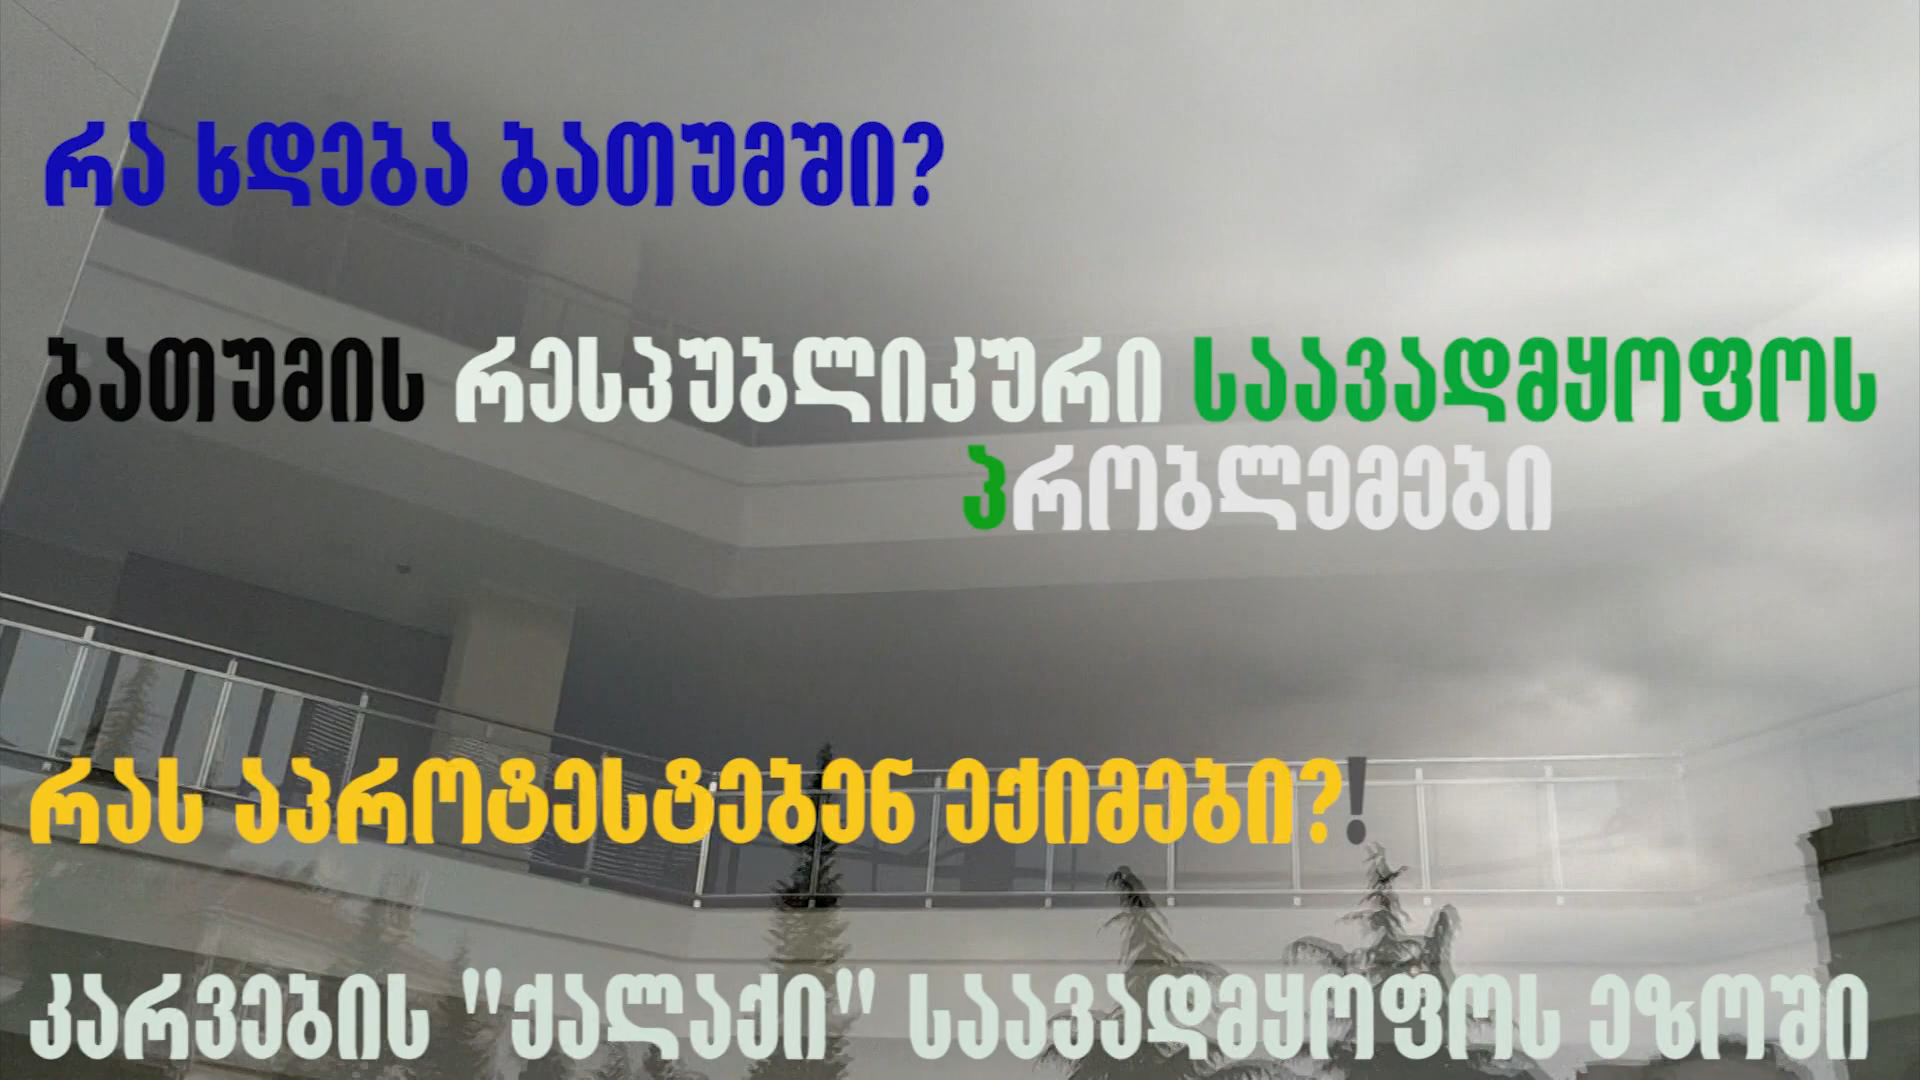 რა ხდება ბათუმში?
ბათუმის რესპუბლიკური საავადმყოფოს
პრობლემები
რას აპროტესტებენ ექიმები?!
კარვების "ქალაქი" საავადმყოფოს ეზოში